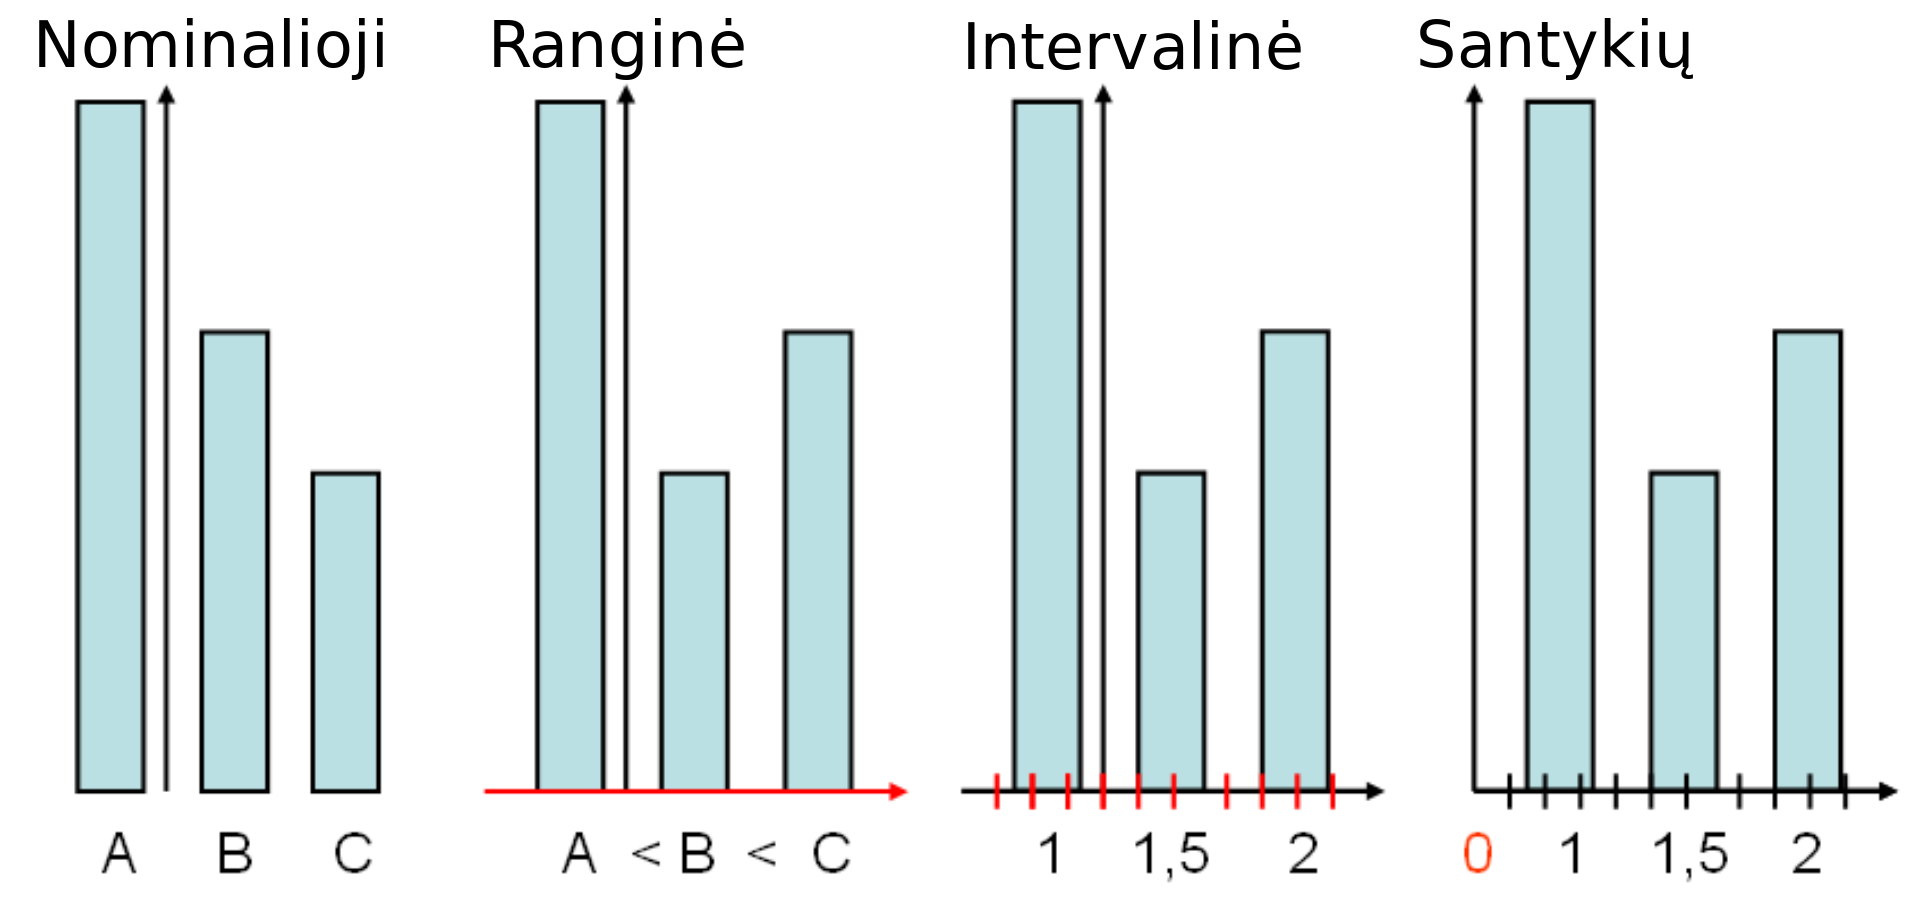 Nominalioji Ranginė Intervalinė Santykių
A B C A < B < C 1 1,5 2 0 1 1,5 2